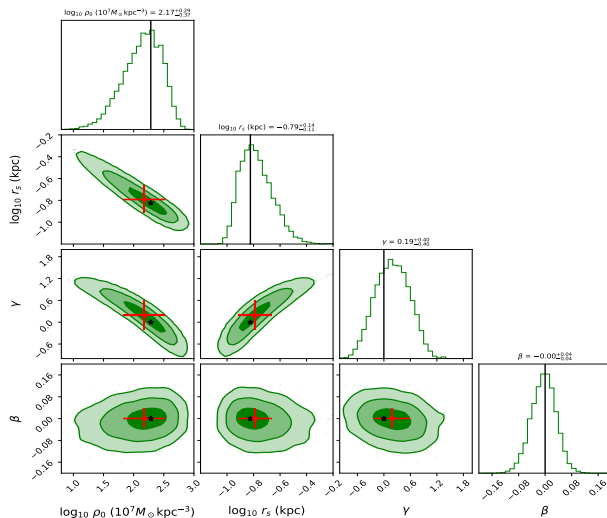 log₁₀ ρ₀ (10⁷M⊙kpc⁻³) = 2.17⁺⁰·²⁹₋₀.₃₇
log₁₀ rₛ (kpc) = −0.79⁺⁰·¹⁴₋₀.₁₁
γ = 0.19⁺⁰·⁴⁰₋₀.₄₀
β = −0.00⁺⁰·⁰⁴₋₀.₀₄
log₁₀ rₛ (kpc)
−0.2
−0.4
−0.6
−0.8
−1.0
γ
1.8
1.2
0.6
0.0
−0.6
β
0.16
0.08
0.00
−0.08
−0.16
1.0 1.5 2.0 2.5 3.0
−1.0 −0.8 −0.6 −0.4 −0.2
−0.6 0.0 0.6 1.2 1.8
−0.16 −0.08 0.00 0.08 0.16
log₁₀ ρ₀ (10⁷M⊙kpc⁻³)
log₁₀ rₛ (kpc)
γ
β